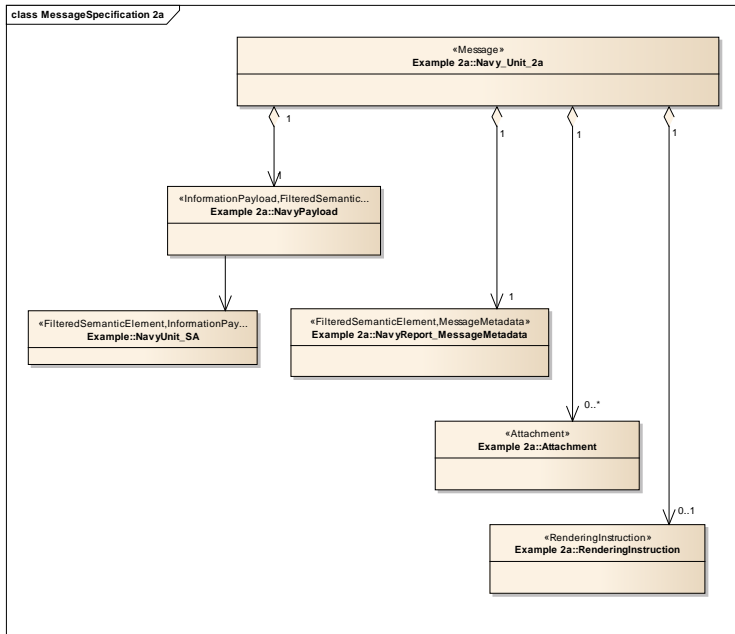 class MessageSpecification 2a
«Message»
Example 2a::Navy_Unit_2a
1
1
1
1
1
«InformationPayload,FilteredSemantic...
Example 2a::NavyPayload
«FilteredSemanticElement,InformationPay...
Example::NavyUnit_SA
1
«FilteredSemanticElement,MessageMetadata»
Example 2a::NavyReport_MessageMetadata
0..*
«Attachment»
Example 2a::Attachment
0..1
«RenderingInstruction»
Example 2a::RenderingInstruction